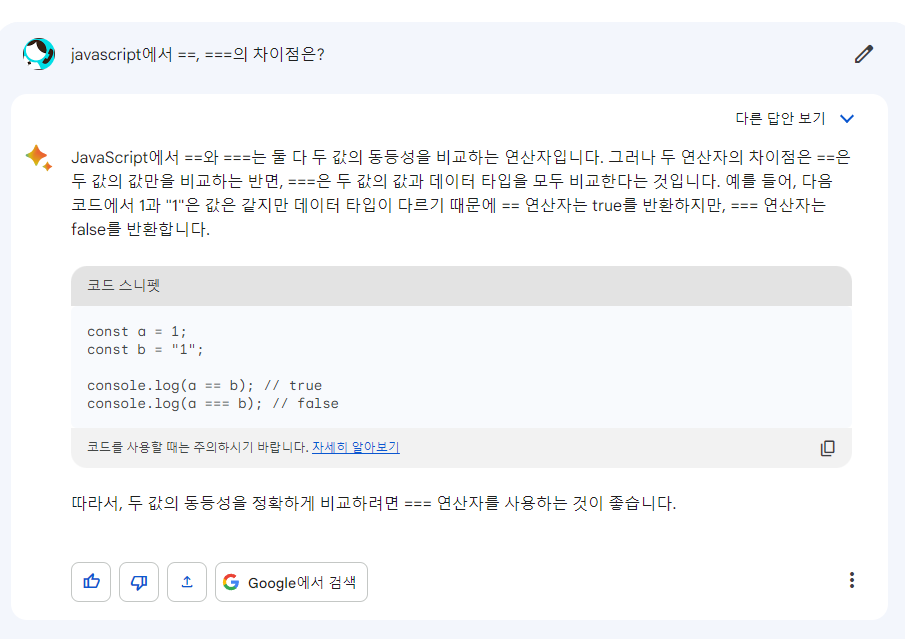 javascript에서 ==, ===의 차이점은?
다른 답안 보기
JavaScript에서 ==와 ===는 둘 다 두 값의 동등성을 비교하는 연산자입니다. 그러나 두 연산자의 차이점은 ==은
두 값의 값만을 비교하는 반면, ===은 두 값의 값과 데이터 타입을 모두 비교한다는 것입니다. 예를 들어, 다음
코드에서 1과 "1"은 값은 같지만 데이터 타입이 다르기 때문에 == 연산자는 true를 반환하지만, === 연산자는
false를 반환합니다.
코드 스니펫
const a = 1;
const b = "1";
console.log(a == b); // true
console.log(a === b); // false
코드를 사용할 때는 주의하시기 바랍니다. 자세히 알아보기
따라서, 두 값의 동등성을 정확하게 비교하려면 === 연산자를 사용하는 것이 좋습니다.
Google에서 검색